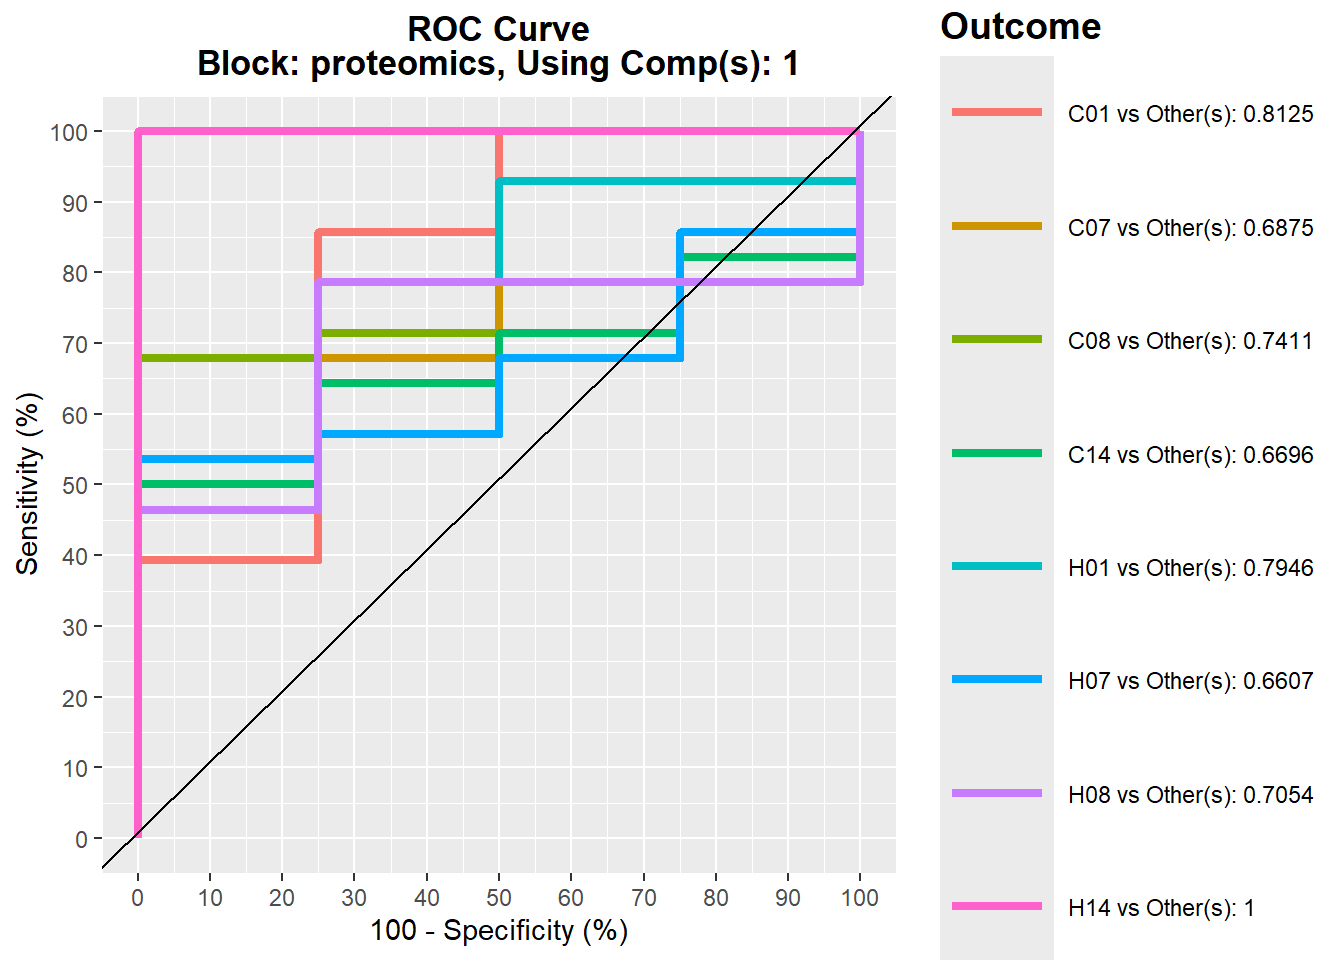 ROC Curve
Block: proteomics, Using Comp(s): 1
Sensitivity (%)
100
90
80
70
60
50
40
30
20
10
0
0 10 20 30 40 50 60 70 80 90 100
100 - Specificity (%)
Outcome
C01 vs Other(s): 0.8125
C07 vs Other(s): 0.6875
C08 vs Other(s): 0.7411
C14 vs Other(s): 0.6696
H01 vs Other(s): 0.7946
H07 vs Other(s): 0.6607
H08 vs Other(s): 0.7054
H14 vs Other(s): 1